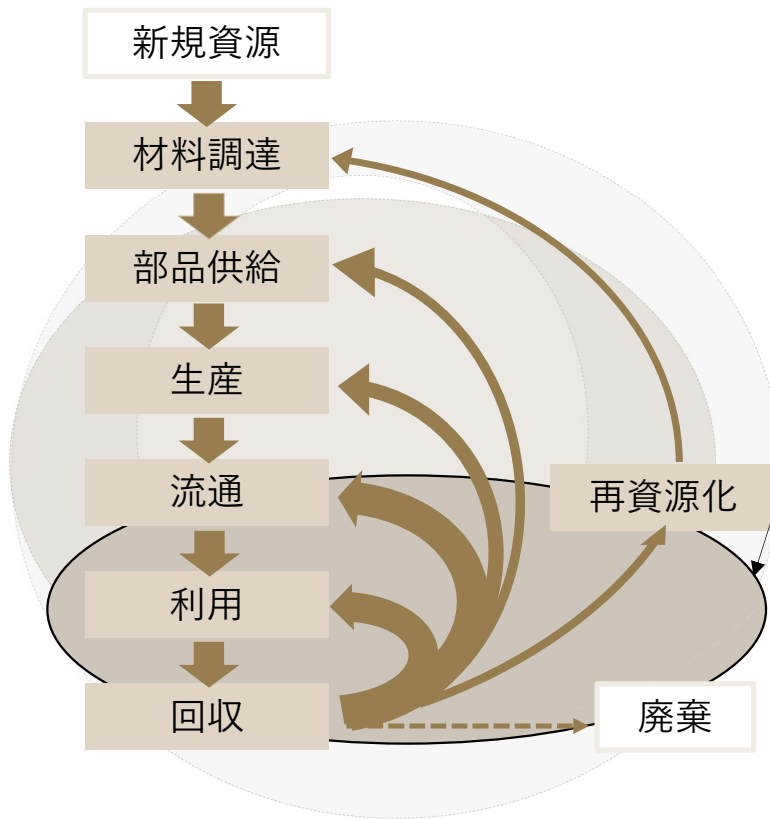 新規資源
材料調達
部品供給
生産
流通
再資源化
利用
回収
廃棄